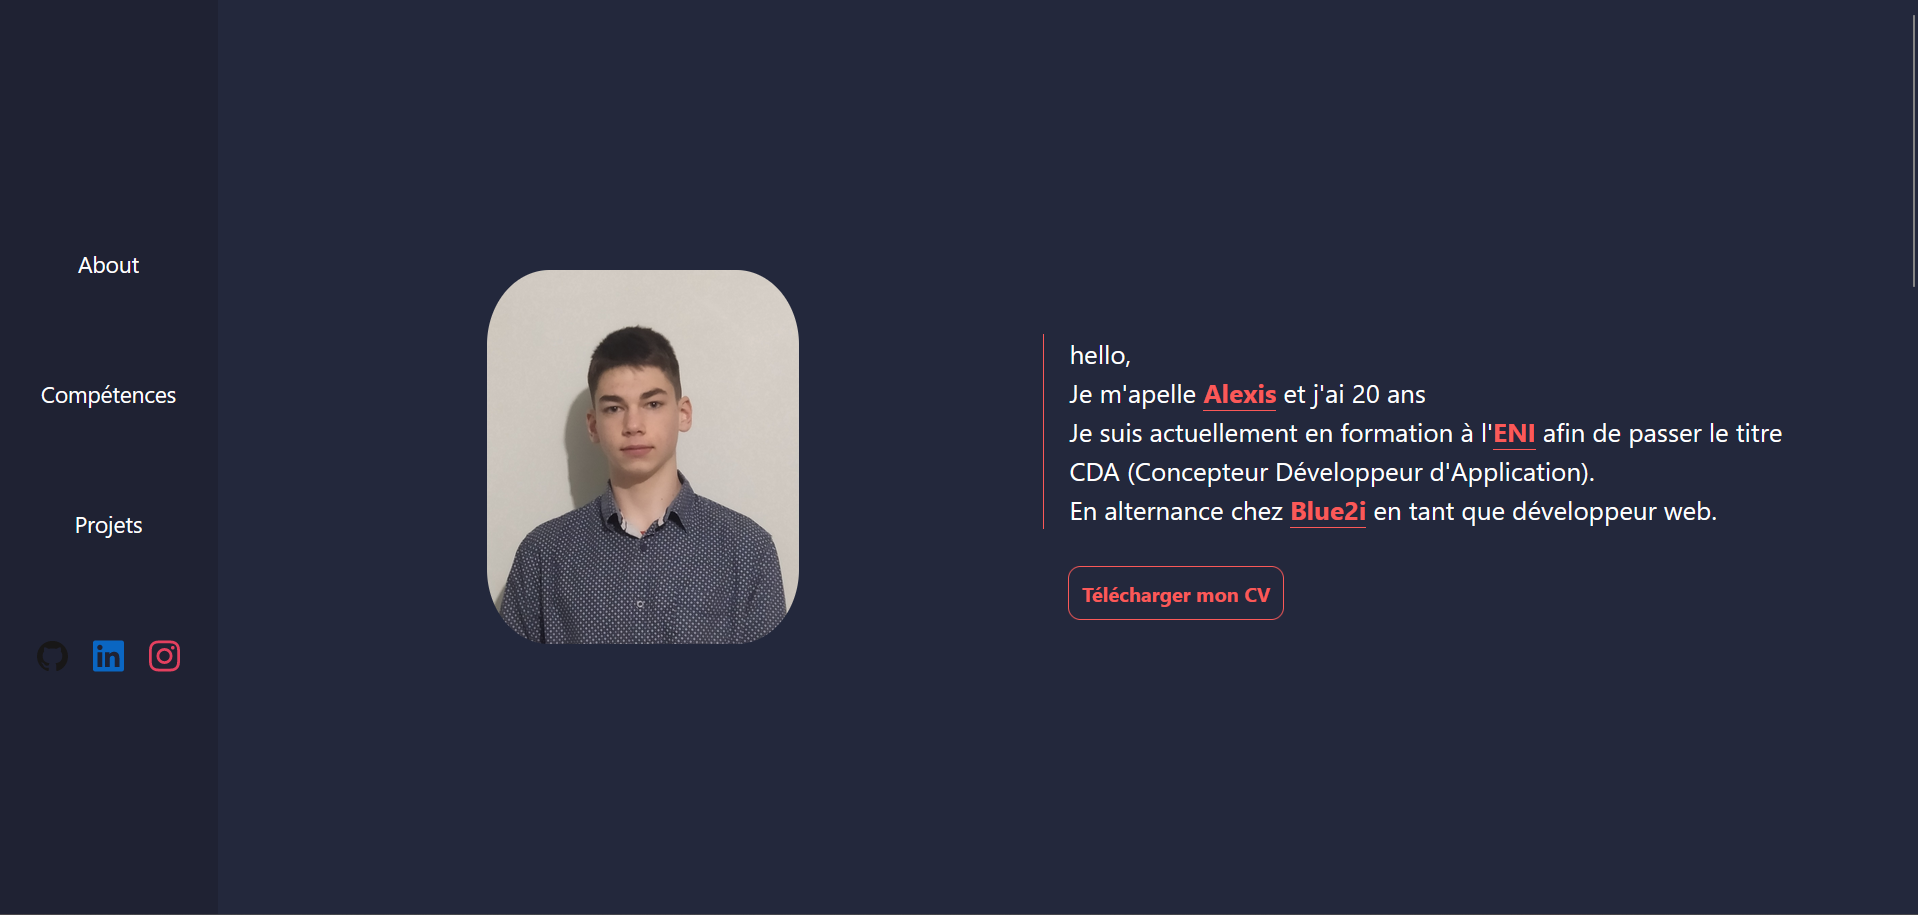 About
Compétences
Projets
hello,
Je m'apelle Alexis et j'ai 20 ans
Je suis actuellement en formation à l'ENI afin de passer le titre
CDA (Concepteur Développeur d'Application).
En alternance chez Blue2i en tant que développeur web.
Télécharger mon CV